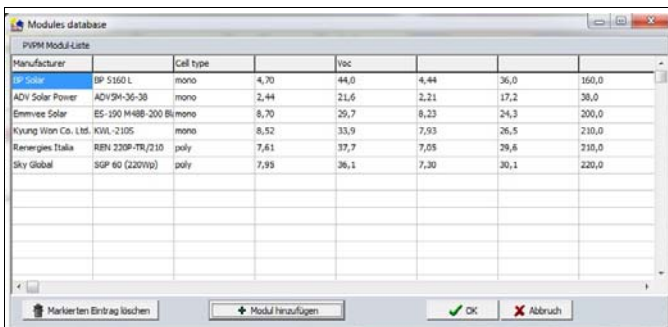 Modules database
PVPM Modul-Liste
Manufacturer Cell type Voc
BP Solar BP 5160 L mono 4,70 44,0 4,44 36,0 160,0
ADV Solar Power ADV5M-36-38 mono 2,44 21,6 2,21 17,2 38,0
Emmvee Solar ES-190 M48B-200 Bl mono 8,70 29,7 8,23 24,3 200,0
Kyung Won Co. Ltd. KWL-210S mono 8,52 33,9 7,93 26,5 210,0
Renergies Italia REN 220P-TR/210 poly 7,61 37,7 7,05 29,6 210,0
Sky Global SGP 60 (220Wp) poly 7,95 36,1 7,30 30,1 220,0
Markierten Eintrag löschen Modul hinzufügen OK Abbruch